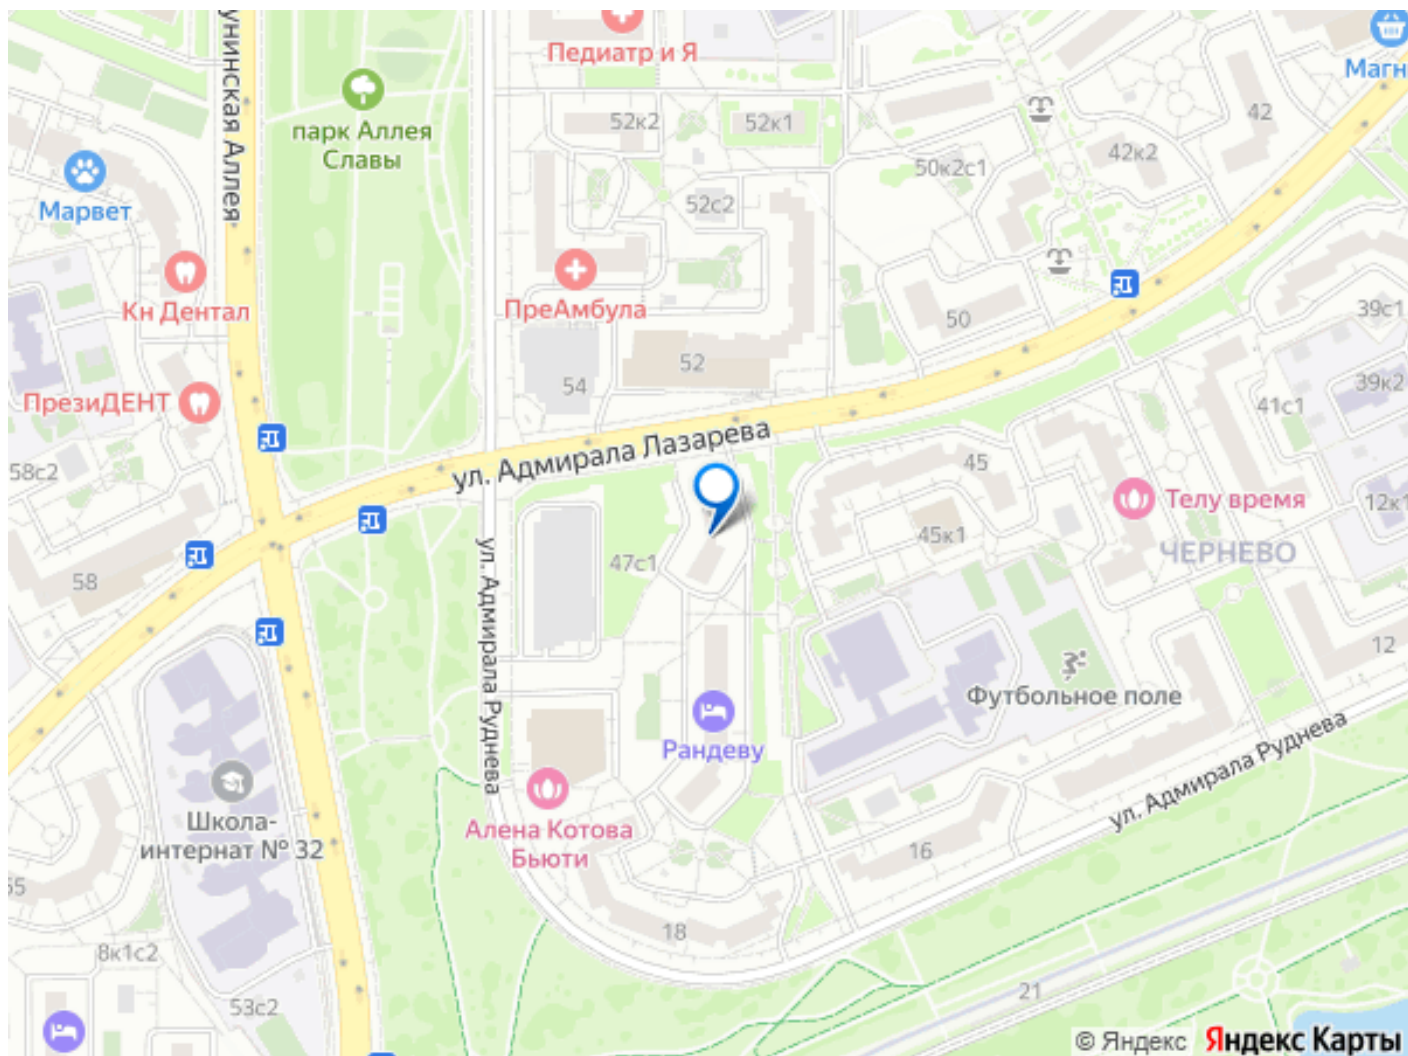 Педиатр и Я
Магн
унинская Аллея
парк Аллея
Славы
52к2
52к1
42
42к2
50к2с1
Марвет
52с2
Кн Дентал
ПреАмбула
50
39с1
52
54
39к2
ПрезиДЕНТ
41с1
ул. Адмирала Лазарева
58с2
45
Телу время
12к1
45к1
ЧЕРНЕВО
47с1
58
ул. Адмирала Руднева
12
Футбольное поле
Рандеву
ул. Адмирала Руднева
Школа-
интернат № 32
Алена Котова
Бьюти
16
18
8к1с2
21
53с2
© Яндекс Яндекс Карты